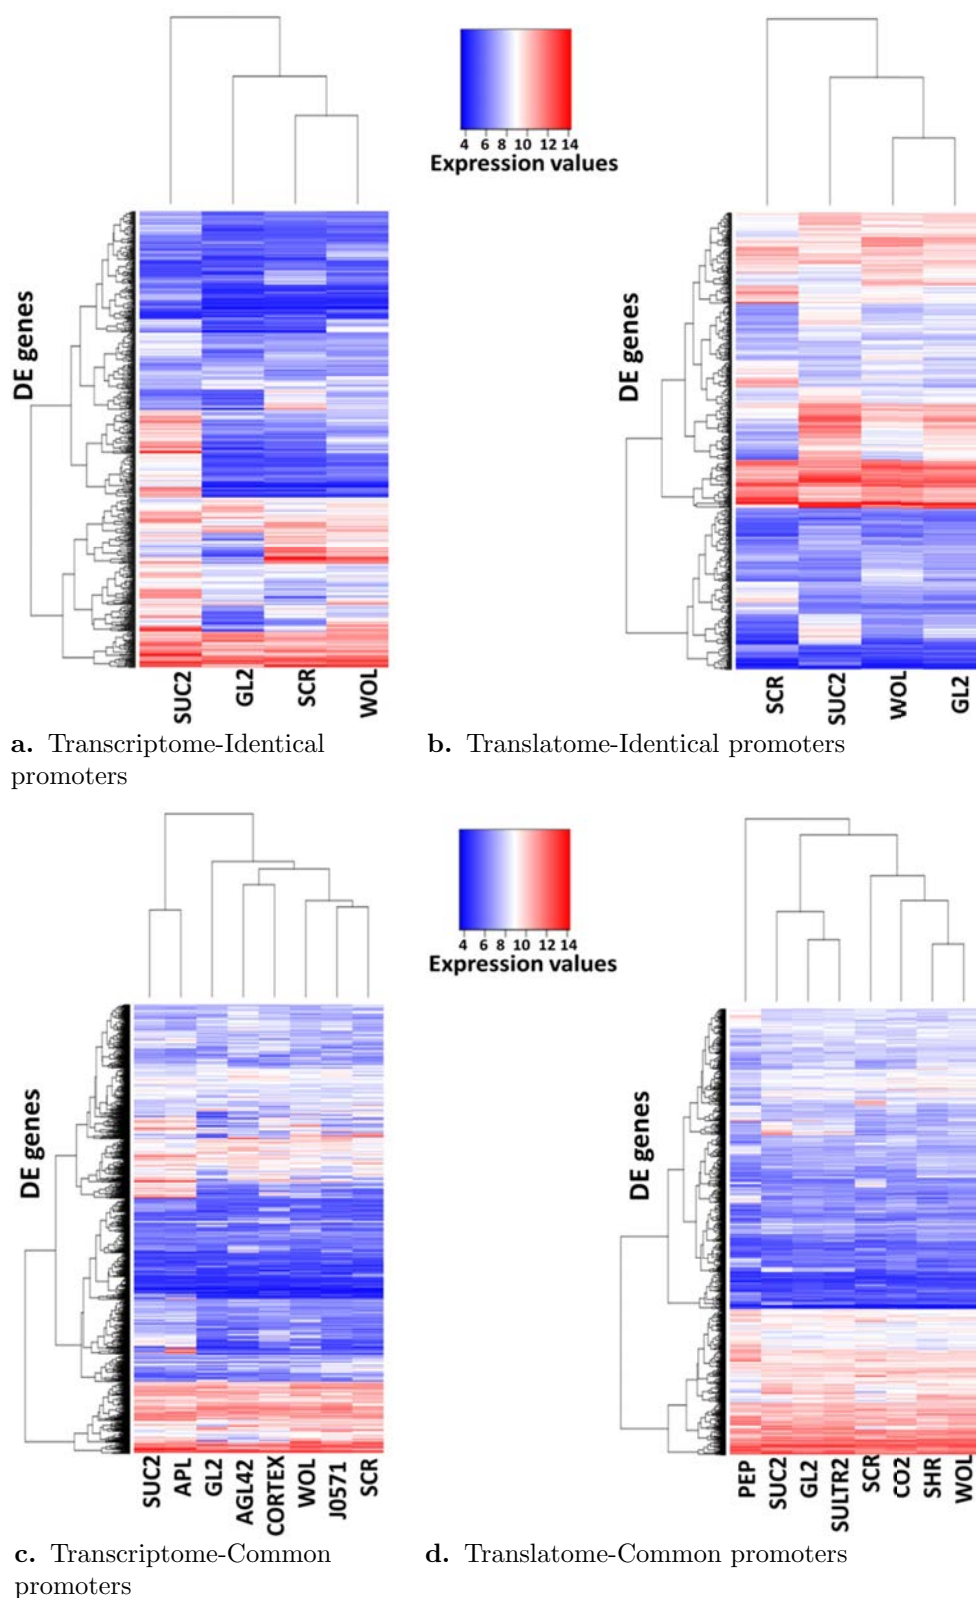 4 6 8 10 12 14
Expression values
DE genes
DE genes
SUC2 GL2 SCR WOL
SCR SUC2 WOL GL2
a. Transcriptome-Identical
promoters
b. Translatome-Identical promoters
4 6 8 10 12 14
Expression values
DE genes
DE genes
SUC2 APL GL2 AGL42 CORTEX WOL J0571 SCR
PEP SUC2 GL2 SULTR2 SCR CO2 SHR WOL
c. Transcriptome-Common
promoters
d. Translatome-Common promoters